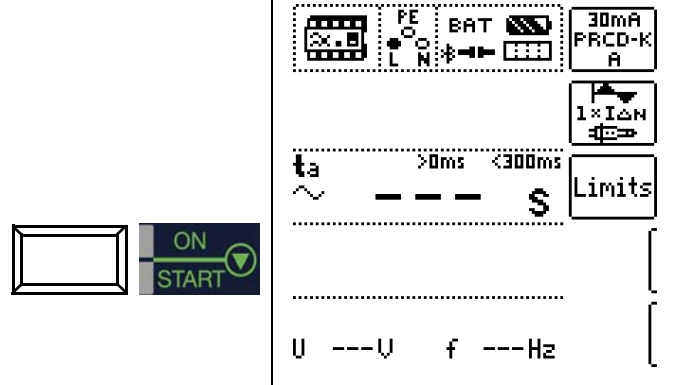 PE
BAT
L N
30mA
PRCD-K
A
1×IΔN
ta >0ms <300ms
~ --- s
Limits
ON
START
U ---V f ---Hz